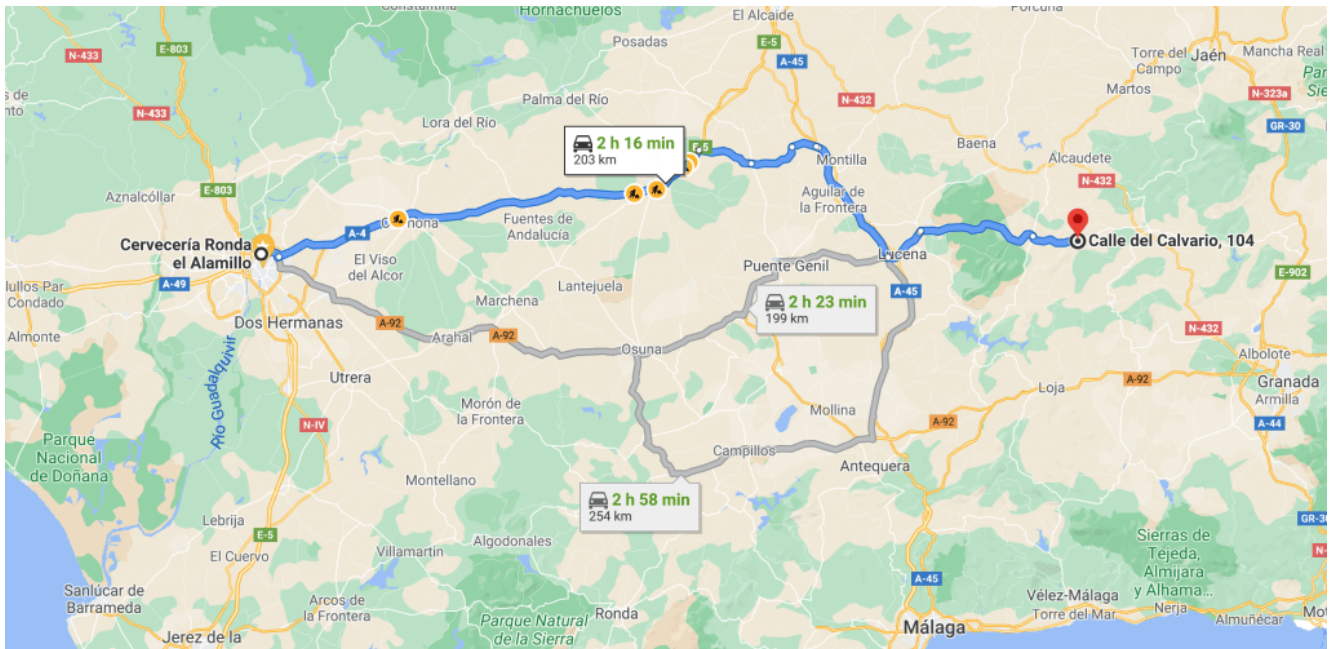 Constantina
Hornachuelos
El Alcaide
Porcuna
N-433
E-803
Posadas
E-5
A-45
Torre del
Campo
Jaén
Mancha Real
s de
nto
N-433
Palma del Río
N-432
Martos
N-323a
Lora del Río
GR-30
2 h 16 min
203 km
E-5
Montilla
Baena
Alcaudete
Aznalcóllar
E-803
N-432
Aguilar de
la Frontera
Fuentes de
Andalucía
A-4
Cervecería Ronda
el Alamillo
El Viso
del Alcor
Lucena
Calle del Calvario, 104
Puente Genil
E-902
llulos Par
Condado
A-49
Marchena
Lantejuela
A-45
2 h 23 min
199 km
Dos Hermanas
A-92
Almonte
Arahal
A-92
Osuna
N-432
Río Guadalquivir
Utrera
Albolote
Granada
Armilla
Loja
A-92
Morón de
la Frontera
Mollina
A-92
N-IV
A-44
Parque
Nacional
de Doñana
Campillos
Antequera
Montellano
2 h 58 min
254 km
Lebrija
E-5
El Cuervo
Algodonales
Villamartin
Sierras de
Tejeda,
Almijara
y Alhama...
A-45
Sanlúcar de
Barrameda
Arcos de
la Frontera
Ronda
Parque Natural
de la Sierra
Vélez-Málaga
Torre del Mar
Nerja
Almuñécar
Jerez de la
Málaga